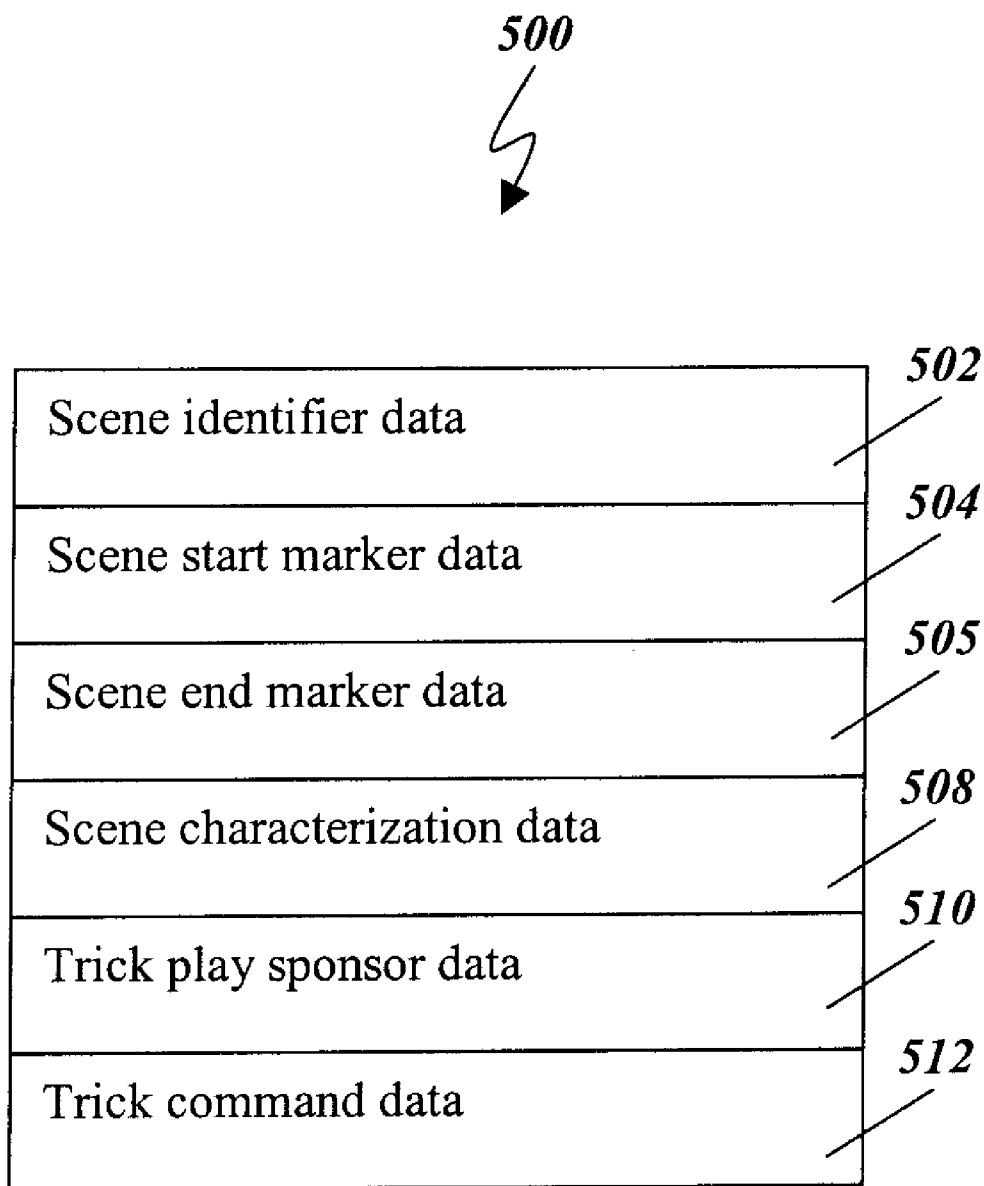 500
502
Scene identifier data
504
Scene start marker data
505
Scene end marker data
508
Scene characterization data
510
Trick play sponsor data
512
Trick command data